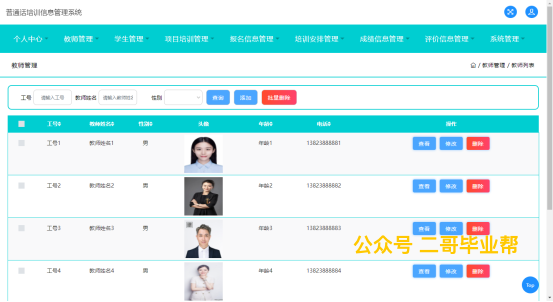 普通话培训信息管理系统
个人中心 教师管理 学生管理 项目培训管理 报名信息管理 培训安排管理 成绩信息管理 评价信息管理 系统管理
教师管理 / 教师管理 / 教师列表
工号 请输入工号 教师姓名 请输入教师姓名 性别 查询 添加 批量删除
工号 教师姓名 性别 头像 年龄 电话 操作
工号1 教师姓名1 男 年龄1 13823888881 查看 修改 删除
工号2 教师姓名2 男 年龄2 13823888882 查看 修改 删除
工号3 教师姓名3 男 年龄3 13823888883 查看 修改 删除
公众号 二哥毕业帮
工号4 教师姓名4 男 年龄4 13823888884 查看 修改 删除
Top